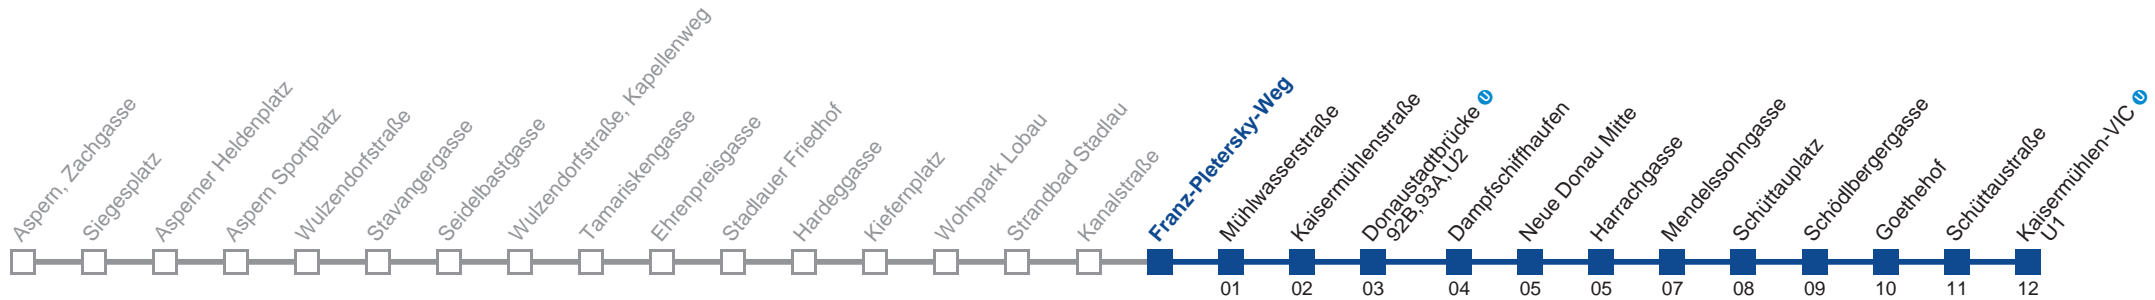 Aspern, Zachgasse
Siegesplatz
Asperner Heldenplatz
Aspern Sportplatz
Wulzendorfstraße
Stavangergasse
Seidelbastgasse
Wulzendorfstraße, Kapellenweg
Tamariskengasse
Ehrenpreisgasse
Stadlauer Friedhof
Hardeggasse
Kiefernplatz
Wohnpark Lobau
Strandbad Stadlau
Kanalstraße
Franz-Pletersky-Weg
Mühlwasserstraße
Kaisermühlenstraße
Donaustadtbrücke U
92B,93A,U2
Dampfschiffhaufen
Neue Donau Mitte
Harrachgasse
Mendelssohngasse
Schüttauplatz
Schödlbergergasse
Goethehof
Schüttaustraße
Kaisermühlen-VIC U
U1
01 02 03 04 05 05 07 08 09 10 11 12